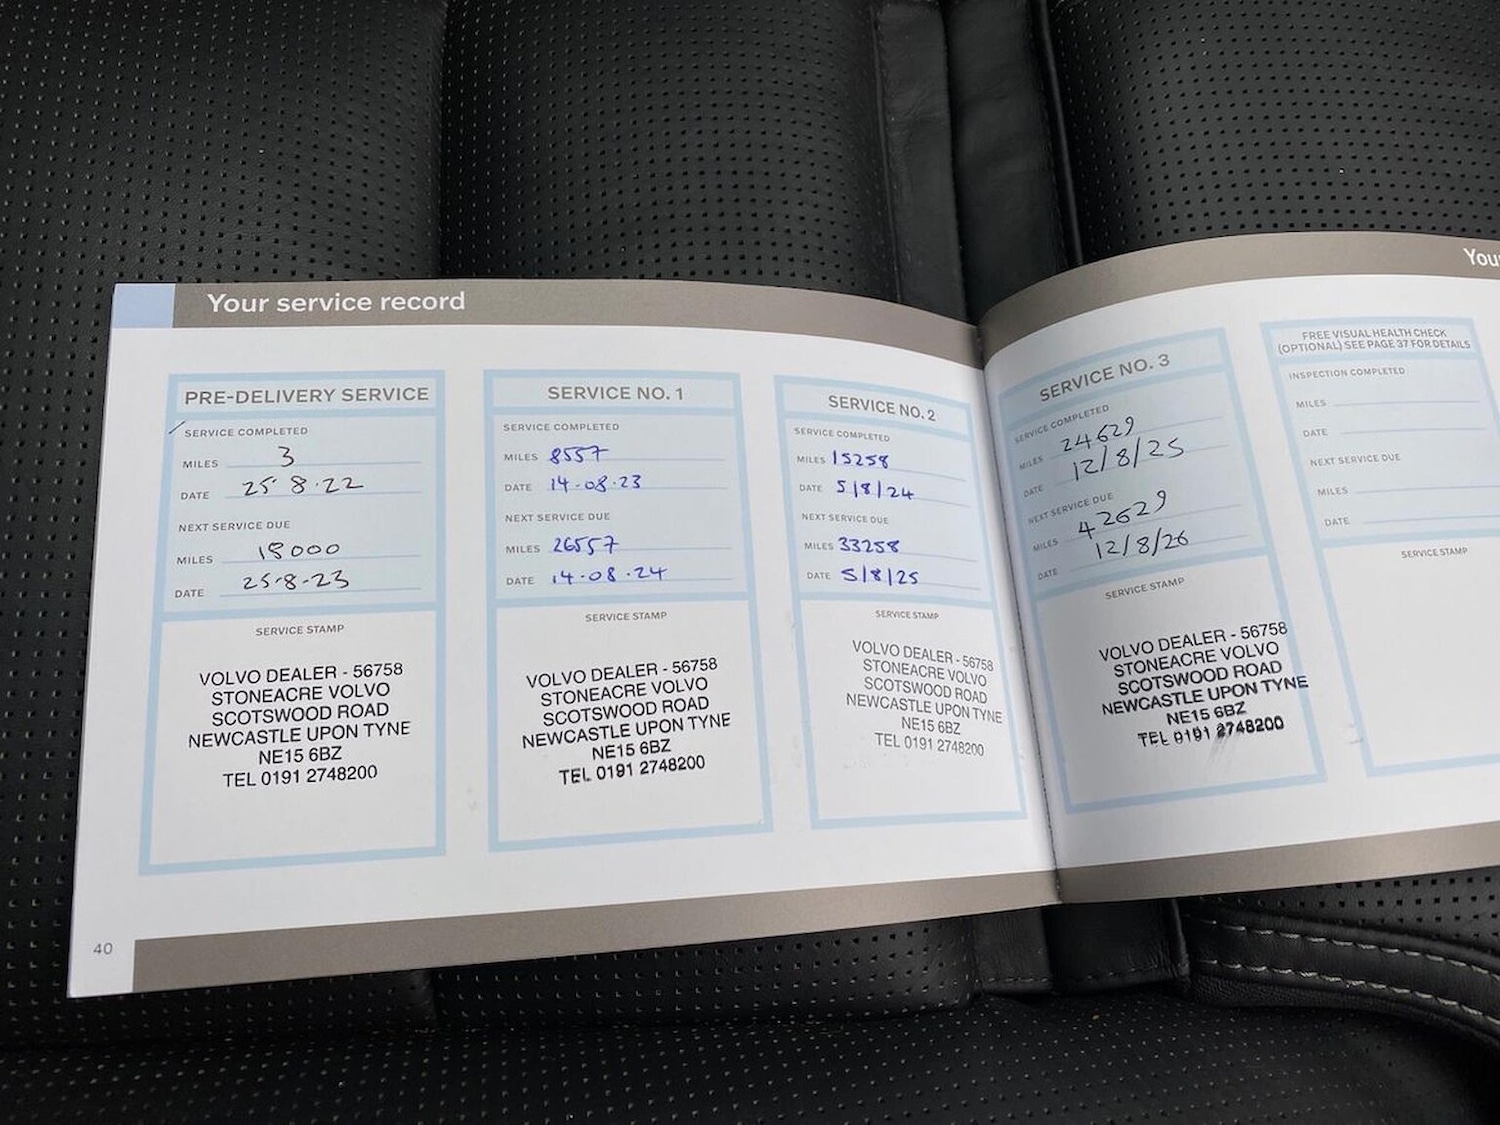 Your service record
PRE-DELIVERY SERVICE
SERVICE COMPLETED
MILES 3
DATE 25·8·22
NEXT SERVICE DUE
MILES 18000
DATE 25-8-23
SERVICE STAMP
VOLVO DEALER - 56758
STONEACRE VOLVO
SCOTSWOOD ROAD
NEWCASTLE UPON TYNE
NE15 6BZ
TEL 0191 2748200
SERVICE NO. 1
SERVICE COMPLETED
MILES 8557
DATE 14-08-23
NEXT SERVICE DUE
MILES 26557
DATE 14-08-24
SERVICE STAMP
VOLVO DEALER - 56758
STONEACRE VOLVO
SCOTSWOOD ROAD
NEWCASTLE UPON TYNE
NE15 6BZ
TEL 0191 2748200
SERVICE NO. 2
SERVICE COMPLETED
MILES 15258
DATE 5/8/24
NEXT SERVICE DUE
MILES 33258
DATE 5/8/25
SERVICE STAMP
VOLVO DEALER - 56758
STONEACRE VOLVO
SCOTSWOOD ROAD
NEWCASTLE UPON TYNE
NE15 6BZ
TEL 0191 2748200
40
You
SERVICE NO. 3
SERVICE COMPLETED
MILES 24629
DATE 12/8/25
NEXT SERVICE DUE
MILES 42629
DATE 12/8/26
SERVICE STAMP
VOLVO DEALER - 56758
STONEACRE VOLVO
SCOTSWOOD ROAD
NEWCASTLE UPON TYNE
NE15 6BZ
TEL 0191 2748200
FREE VISUAL HEALTH CHECK
(OPTIONAL) SEE PAGE 37 FOR DETAILS
INSPECTION COMPLETED
MILES
DATE
NEXT SERVICE DUE
MILES
DATE
SERVICE STAMP